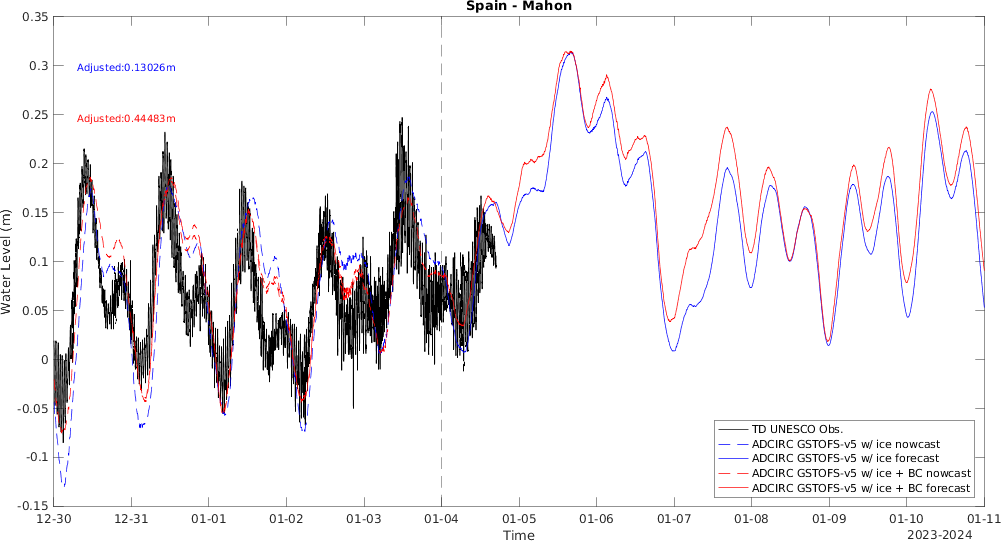 Spain - Mahon
0.35
0.3
0.25
0.2
0.15
0.1
0.05
0
-0.05
-0.1
-0.15
Water Level (m)
Adjusted:0.13026m
Adjusted:0.44483m
TD UNESCO Obs.
ADCIRC GSTOFS-v5 w/ ice nowcast
ADCIRC GSTOFS-v5 w/ ice forecast
ADCIRC GSTOFS-v5 w/ ice + BC nowcast
ADCIRC GSTOFS-v5 w/ ice + BC forecast
12-30 12-31 01-01 01-02 01-03 01-04 01-05 01-06 01-07 01-08 01-09 01-10 01-11
Time
2023-2024